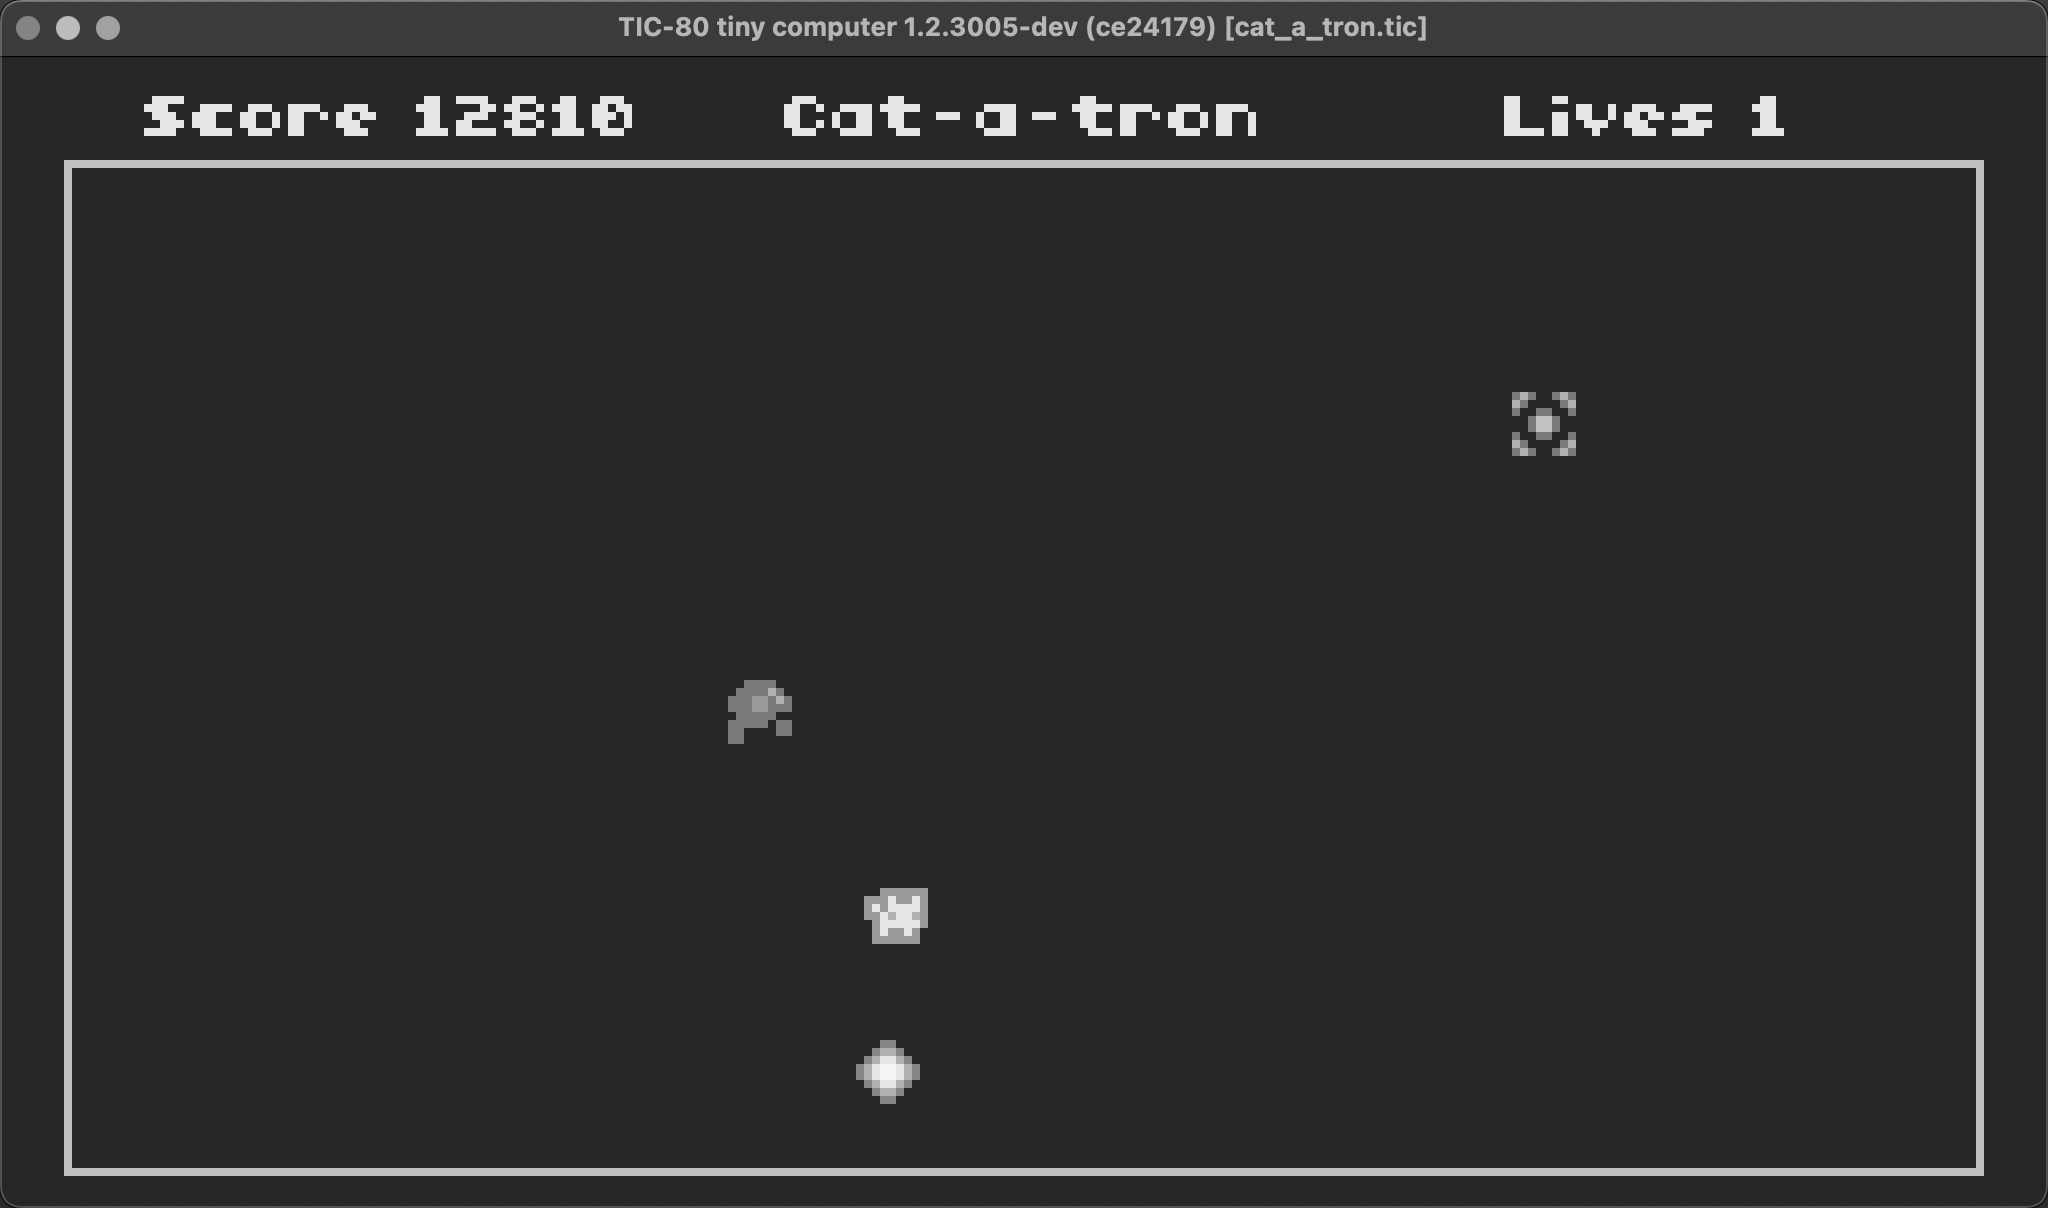 TIC-80 tiny computer 1.2.3005-dev (ce24179) [cat_a_tron.tic]
Score 12810 Cat-a-tron Lives 1